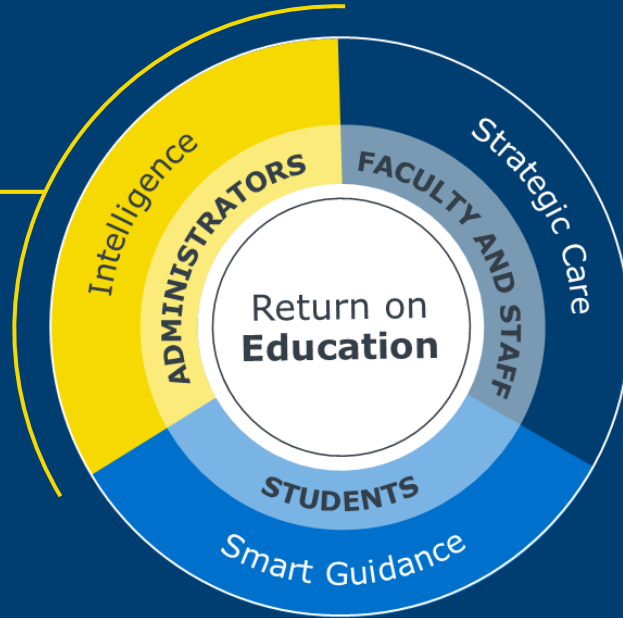 Intelligence
ADMINISTRATORS
Strategic Care
FACULTY AND STAFF
Return on
Education
STUDENTS
Smart Guidance